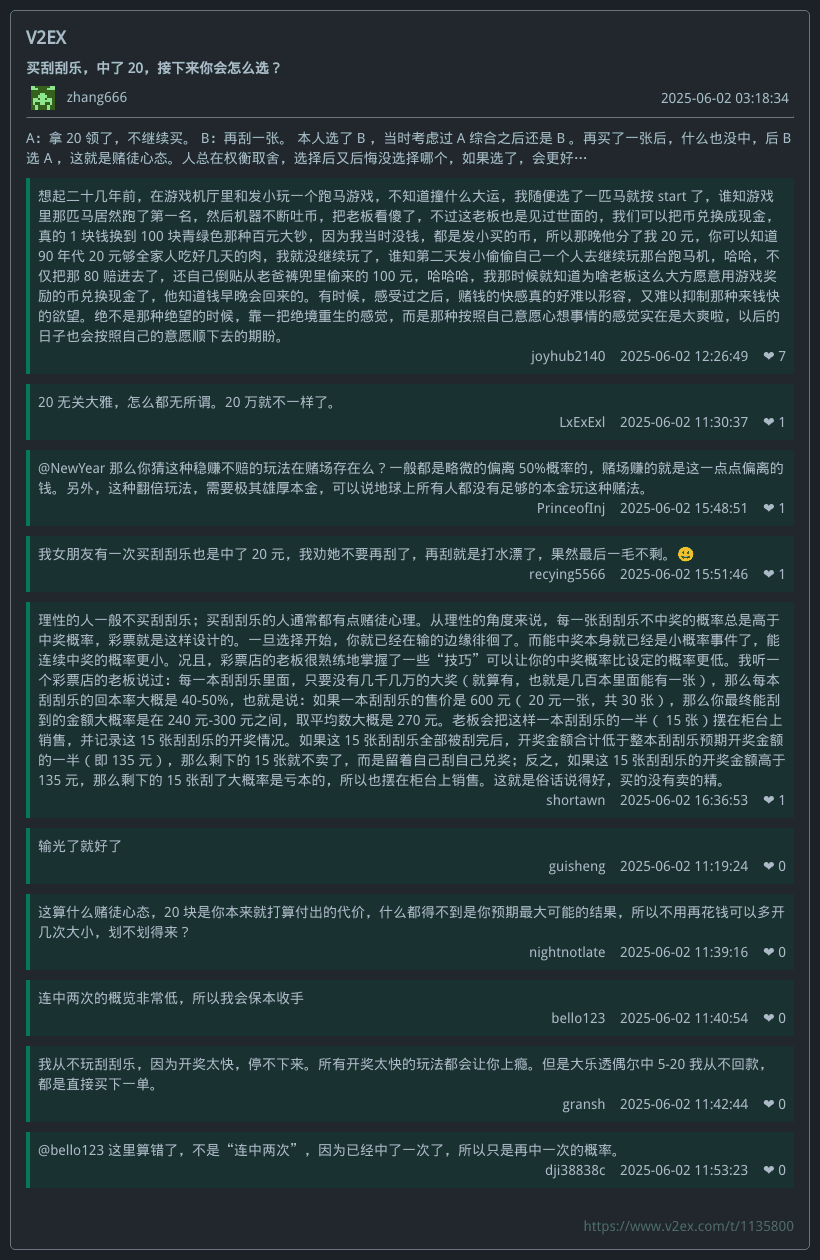 V2EX
买刮刮乐，中了 20，接下来你会怎么选？
zhang666 2025-06-02 03:18:34
A：拿 20 领了，不继续买。 B：再刮一张。 本人选了 B ，当时考虑过 A 综合之后还是 B 。再买了一张后，什么也没中，后 B
选 A ，这就是赌徒心态。人总在权衡取舍，选择后又后悔没选择哪个，如果选了，会更好…
想起二十几年前，在游戏机厅里和发小玩一个跑马游戏，不知道撞什么大运，我随便选了一匹马就按 start 了，谁知游戏
里那匹马居然跑了第一名，然后机器不断吐币，把老板看傻了，不过这老板也是见过世面的，我们可以把币兑换成现金，
真的 1 块钱换到 100 块青绿色那种百元大钞，因为我当时没钱，都是发小买的币，所以那晚他分了我 20 元，你可以知道
90 年代 20 元够全家人吃好几天的肉，我就没继续玩了，谁知第二天发小偷偷自己一个人去继续玩那台跑马机，哈哈，不
仅把那 80 赔进去了，还自己倒贴从老爸裤兜里偷来的 100 元，哈哈哈，我那时候就知道为啥老板这么大方愿意用游戏奖
励的币兑换现金了，他知道钱早晚会回来的。有时候，感受过之后，赌钱的快感真的好难以形容，又难以抑制那种来钱快
的欲望。绝不是那种绝望的时候，靠一把绝境重生的感觉，而是那种按照自己意愿心想事情的感觉实在是太爽啦，以后的
日子也会按照自己的意愿顺下去的期盼。
joyhub2140 2025-06-02 12:26:49 ❤ 7
20 无关大雅，怎么都无所谓。20 万就不一样了。
LxExExl 2025-06-02 11:30:37 ❤ 1
@NewYear 那么你猜这种稳赚不赔的玩法在赌场存在么？一般都是略微的偏离 50%概率的，赌场赚的就是这一点点偏离的
钱。另外，这种翻倍玩法，需要极其雄厚本金，可以说地球上所有人都没有足够的本金玩这种赌法。
PrinceofInj 2025-06-02 15:48:51 ❤ 1
我女朋友有一次买刮刮乐也是中了 20 元，我劝她不要再刮了，再刮就是打水漂了，果然最后一毛不剩。😀
recying5566 2025-06-02 15:51:46 ❤ 1
理性的人一般不买刮刮乐；买刮刮乐的人通常都有点赌徒心理。从理性的角度来说，每一张刮刮乐不中奖的概率总是高于
中奖概率，彩票就是这样设计的。一旦选择开始，你就已经在输的边缘徘徊了。而能中奖本身就已经是小概率事件了，能
连续中奖的概率更小。况且，彩票店的老板很熟练地掌握了一些“技巧”可以让你的中奖概率比设定的概率更低。我听一
个彩票店的老板说过：每一本刮刮乐里面，只要没有几千几万的大奖（就算有，也就是几百本里面能有一张），那么每本
刮刮乐的回本率大概是 40-50%，也就是说：如果一本刮刮乐的售价是 600 元（ 20 元一张，共 30 张），那么你最终能刮
到的金额大概率是在 240 元-300 元之间，取平均数大概是 270 元。老板会把这样一本刮刮乐的一半（ 15 张）摆在柜台上
销售，并记录这 15 张刮刮乐的开奖情况。如果这 15 张刮刮乐全部被刮完后，开奖金额合计低于整本刮刮乐预期开奖金额
的一半（即 135 元），那么剩下的 15 张就不卖了，而是留着自己刮自己兑奖；反之，如果这 15 张刮刮乐的开奖金额高于
135 元，那么剩下的 15 张刮了大概率是亏本的，所以也摆在柜台上销售。这就是俗话说得好，买的没有卖的精。
shortawn 2025-06-02 16:36:53 ❤ 1
输光了就好了
guisheng 2025-06-02 11:19:24 ❤ 0
这算什么赌徒心态，20 块是你本来就打算付出的代价，什么都得不到是你预期最大可能的结果，所以不用再花钱可以多开
几次大小，划不划得来？
nightnotlate 2025-06-02 11:39:16 ❤ 0
连中两次的概览非常低，所以我会保本收手
bello123 2025-06-02 11:40:54 ❤ 0
我从不玩刮刮乐，因为开奖太快，停不下来。所有开奖太快的玩法都会让你上瘾。但是大乐透偶尔中 5-20 我从不回款，
都是直接买下一单。
gransh 2025-06-02 11:42:44 ❤ 0
@bello123 这里算错了，不是“连中两次”，因为已经中了一次了，所以只是再中一次的概率。
dji38838c 2025-06-02 11:53:23 ❤ 0
https://www.v2ex.com/t/1135800